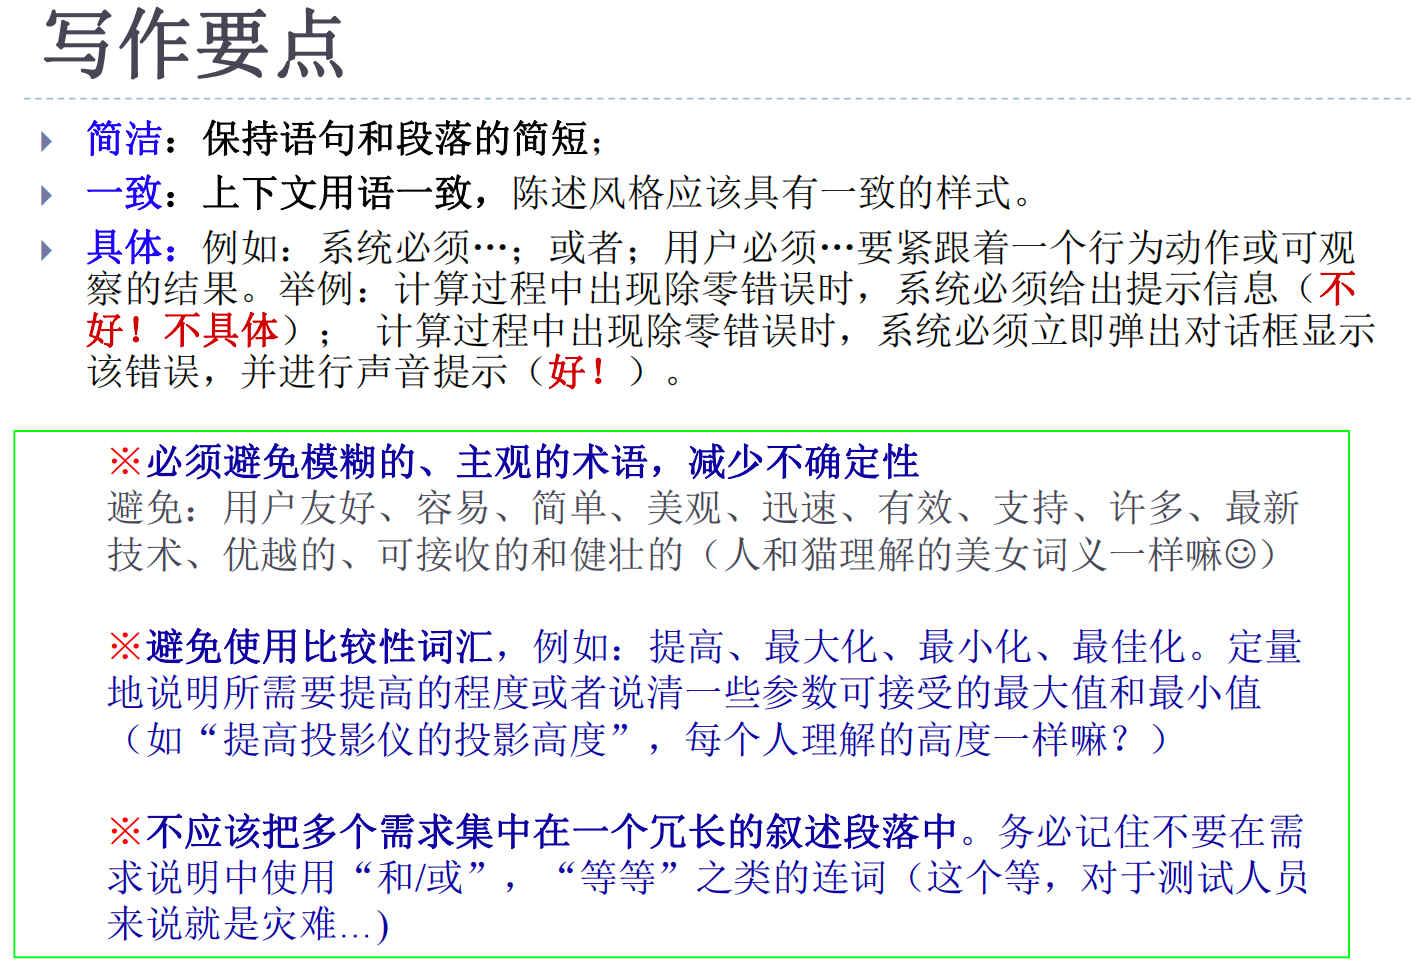 写作要点
简洁：保持语句和段落的简短；
一致：上下文用语一致，陈述风格应该具有一致的样式。
具体：例如：系统必须…；或者；用户必须…要紧跟着一个行为动作或可观
察的结果。举例：计算过程中出现除零错误时，系统必须给出提示信息（不
好！不具体）； 计算过程中出现除零错误时，系统必须立即弹出对话框显示
该错误，并进行声音提示（好！）。
※必须避免模糊的、主观的术语，减少不确定性
避免：用户友好、容易、简单、美观、迅速、有效、支持、许多、最新
技术、优越的、可接收的和健壮的（人和猫理解的美女词义一样嘛☺）
※避免使用比较性词汇，例如：提高、最大化、最小化、最佳化。定量
地说明所需要提高的程度或者说清一些参数可接受的最大值和最小值
（如“提高投影仪的投影高度”，每个人理解的高度一样嘛？）
※不应该把多个需求集中在一个冗长的叙述段落中。务必记住不要在需
求说明中使用“和/或”，“等等”之类的连词（这个等，对于测试人员
来说就是灾难…)